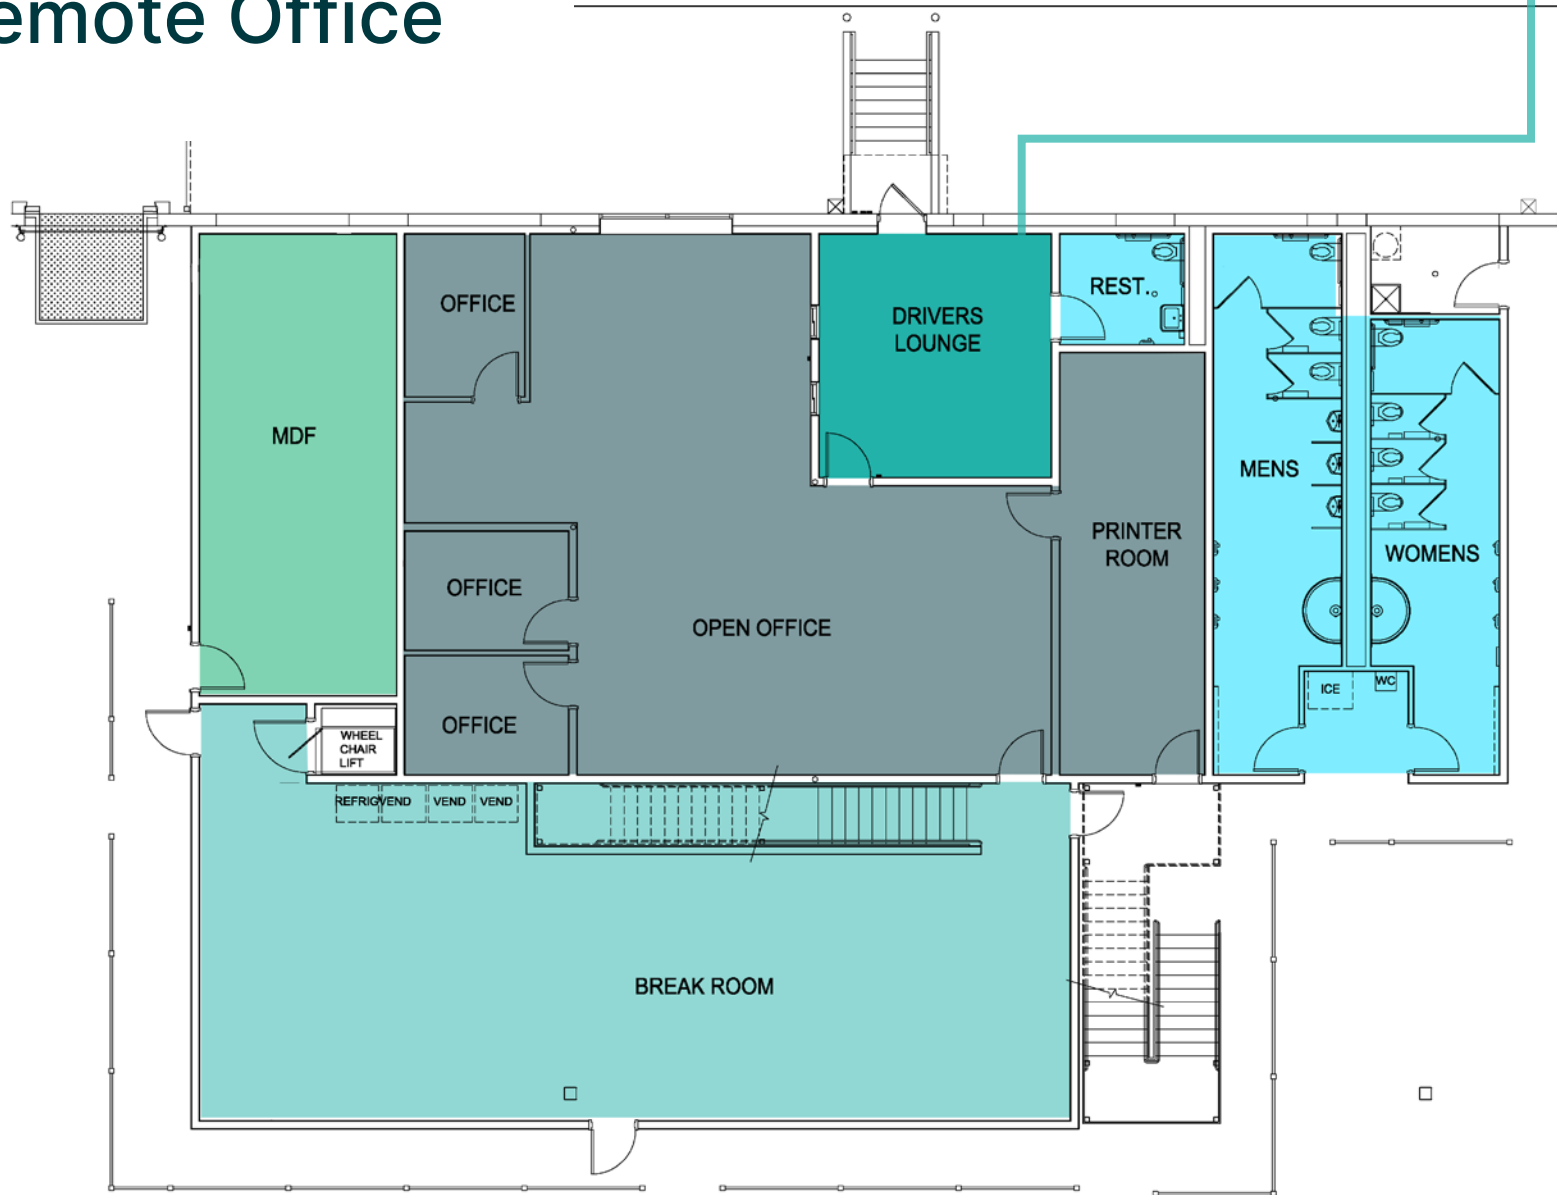 emote Office
OFFICE
DRIVERS
LOUNGE
REST.
MDF
MENS
PRINTER
ROOM
WOMENS
OFFICE
OPEN OFFICE
ICE
WC
OFFICE
WHEEL
CHAIR
LIFT
REFRIG
VEND
VEND
VEND
BREAK ROOM